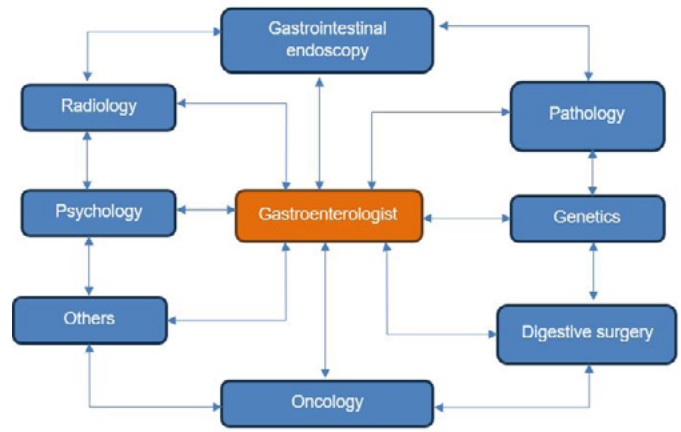 Gastrointestinal
endoscopy
Radiology
Pathology
Psychology
Gastroenterologist
Genetics
Others
Digestive surgery
Oncology